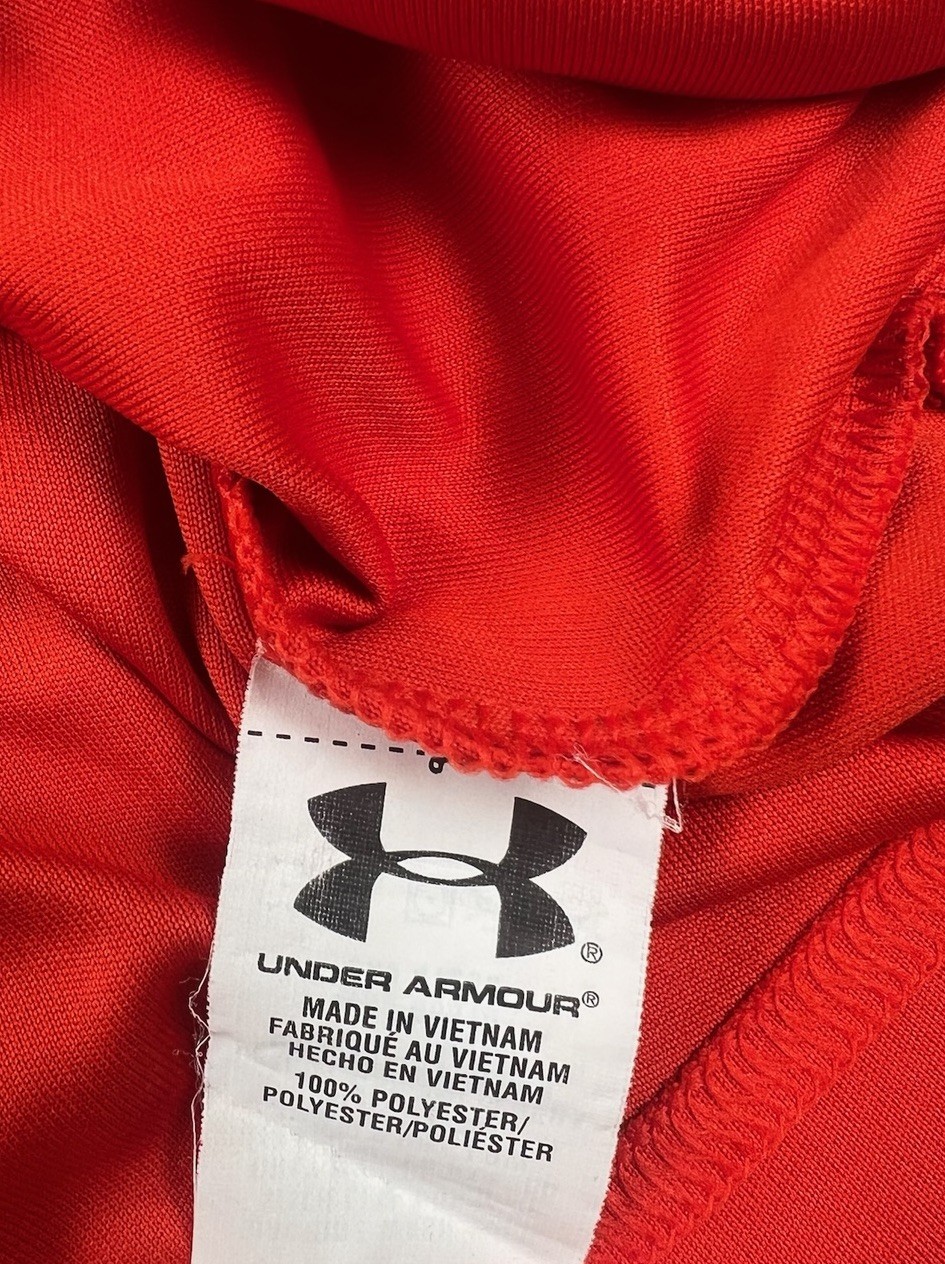 ®
UNDER ARMOUR®
MADE IN VIETNAM
FABRIQUÉ AU VIETNAM
HECHO EN VIETNAM
100% POLYESTER/
POLYESTER/POLIÉSTER